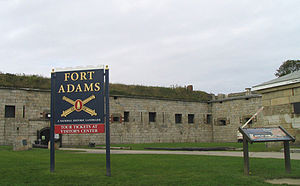 FORT
ADAMS
A NATIONAL HISTORIC LANDMARK
TOUR TICKETS AT
VISITORS CENTER